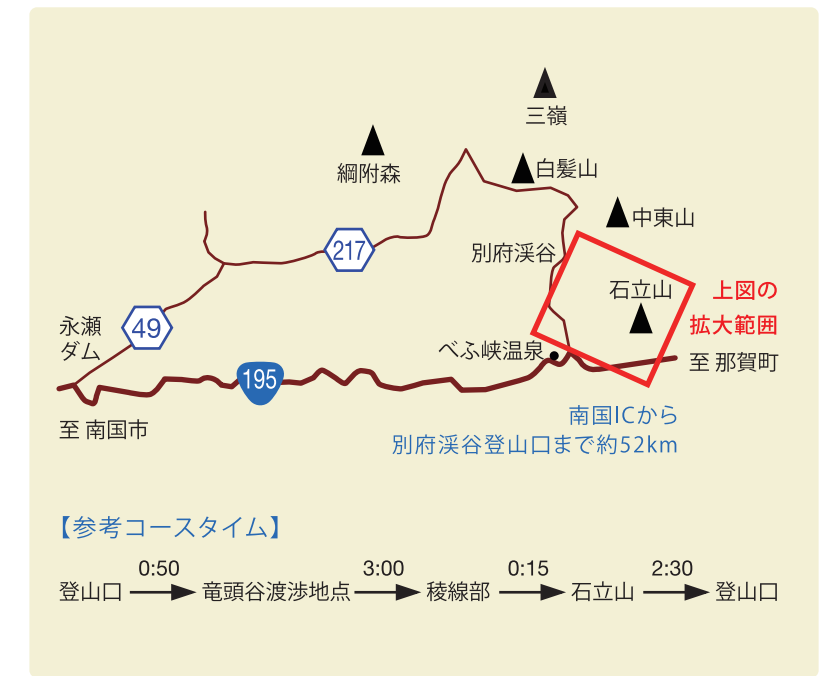 三嶺
綱附森
白髪山
中東山
217
別府渓谷
石立山
上図の
拡大範囲
永瀬
ダム
49
べふ峡温泉
至 那賀町
195
至 南国市
南国ICから
別府渓谷登山口まで約52km
【参考コースタイム】
0:50 3:00 0:15 2:30
登山口 竜頭谷渡渉地点 稜線部 石立山 登山口